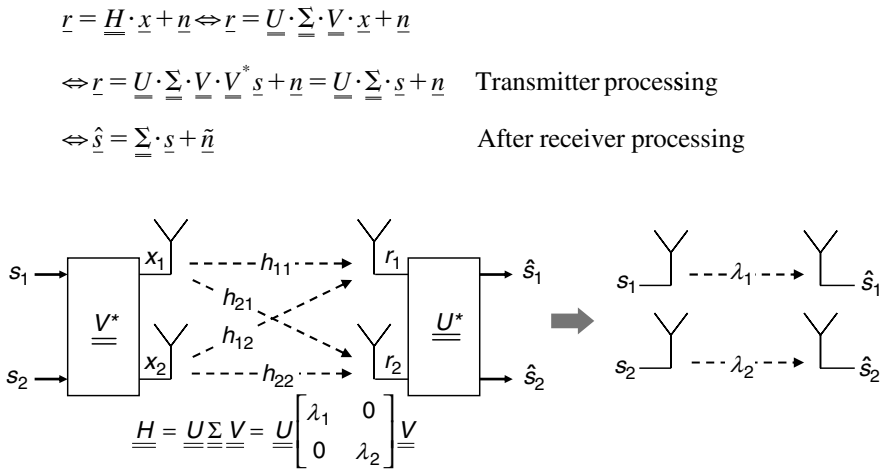 r = H · x + n ⇔ r = U · Σ · V · x + n
⇔ r = U · Σ · V · V* s + n = U · Σ · s + n Transmitter processing
⇔ ŝ = Σ · s + ñ After receiver processing
x₁ h₁₁ r₁
s₁ ŝ₁ s₁ λ₁ ŝ₁
h₂₁
V* U*
h₁₂
x₂ r₂
s₂ h₂₂ ŝ₂ s₂ λ₂ ŝ₂
H = U Σ V = U [λ₁ 0
0 λ₂] V